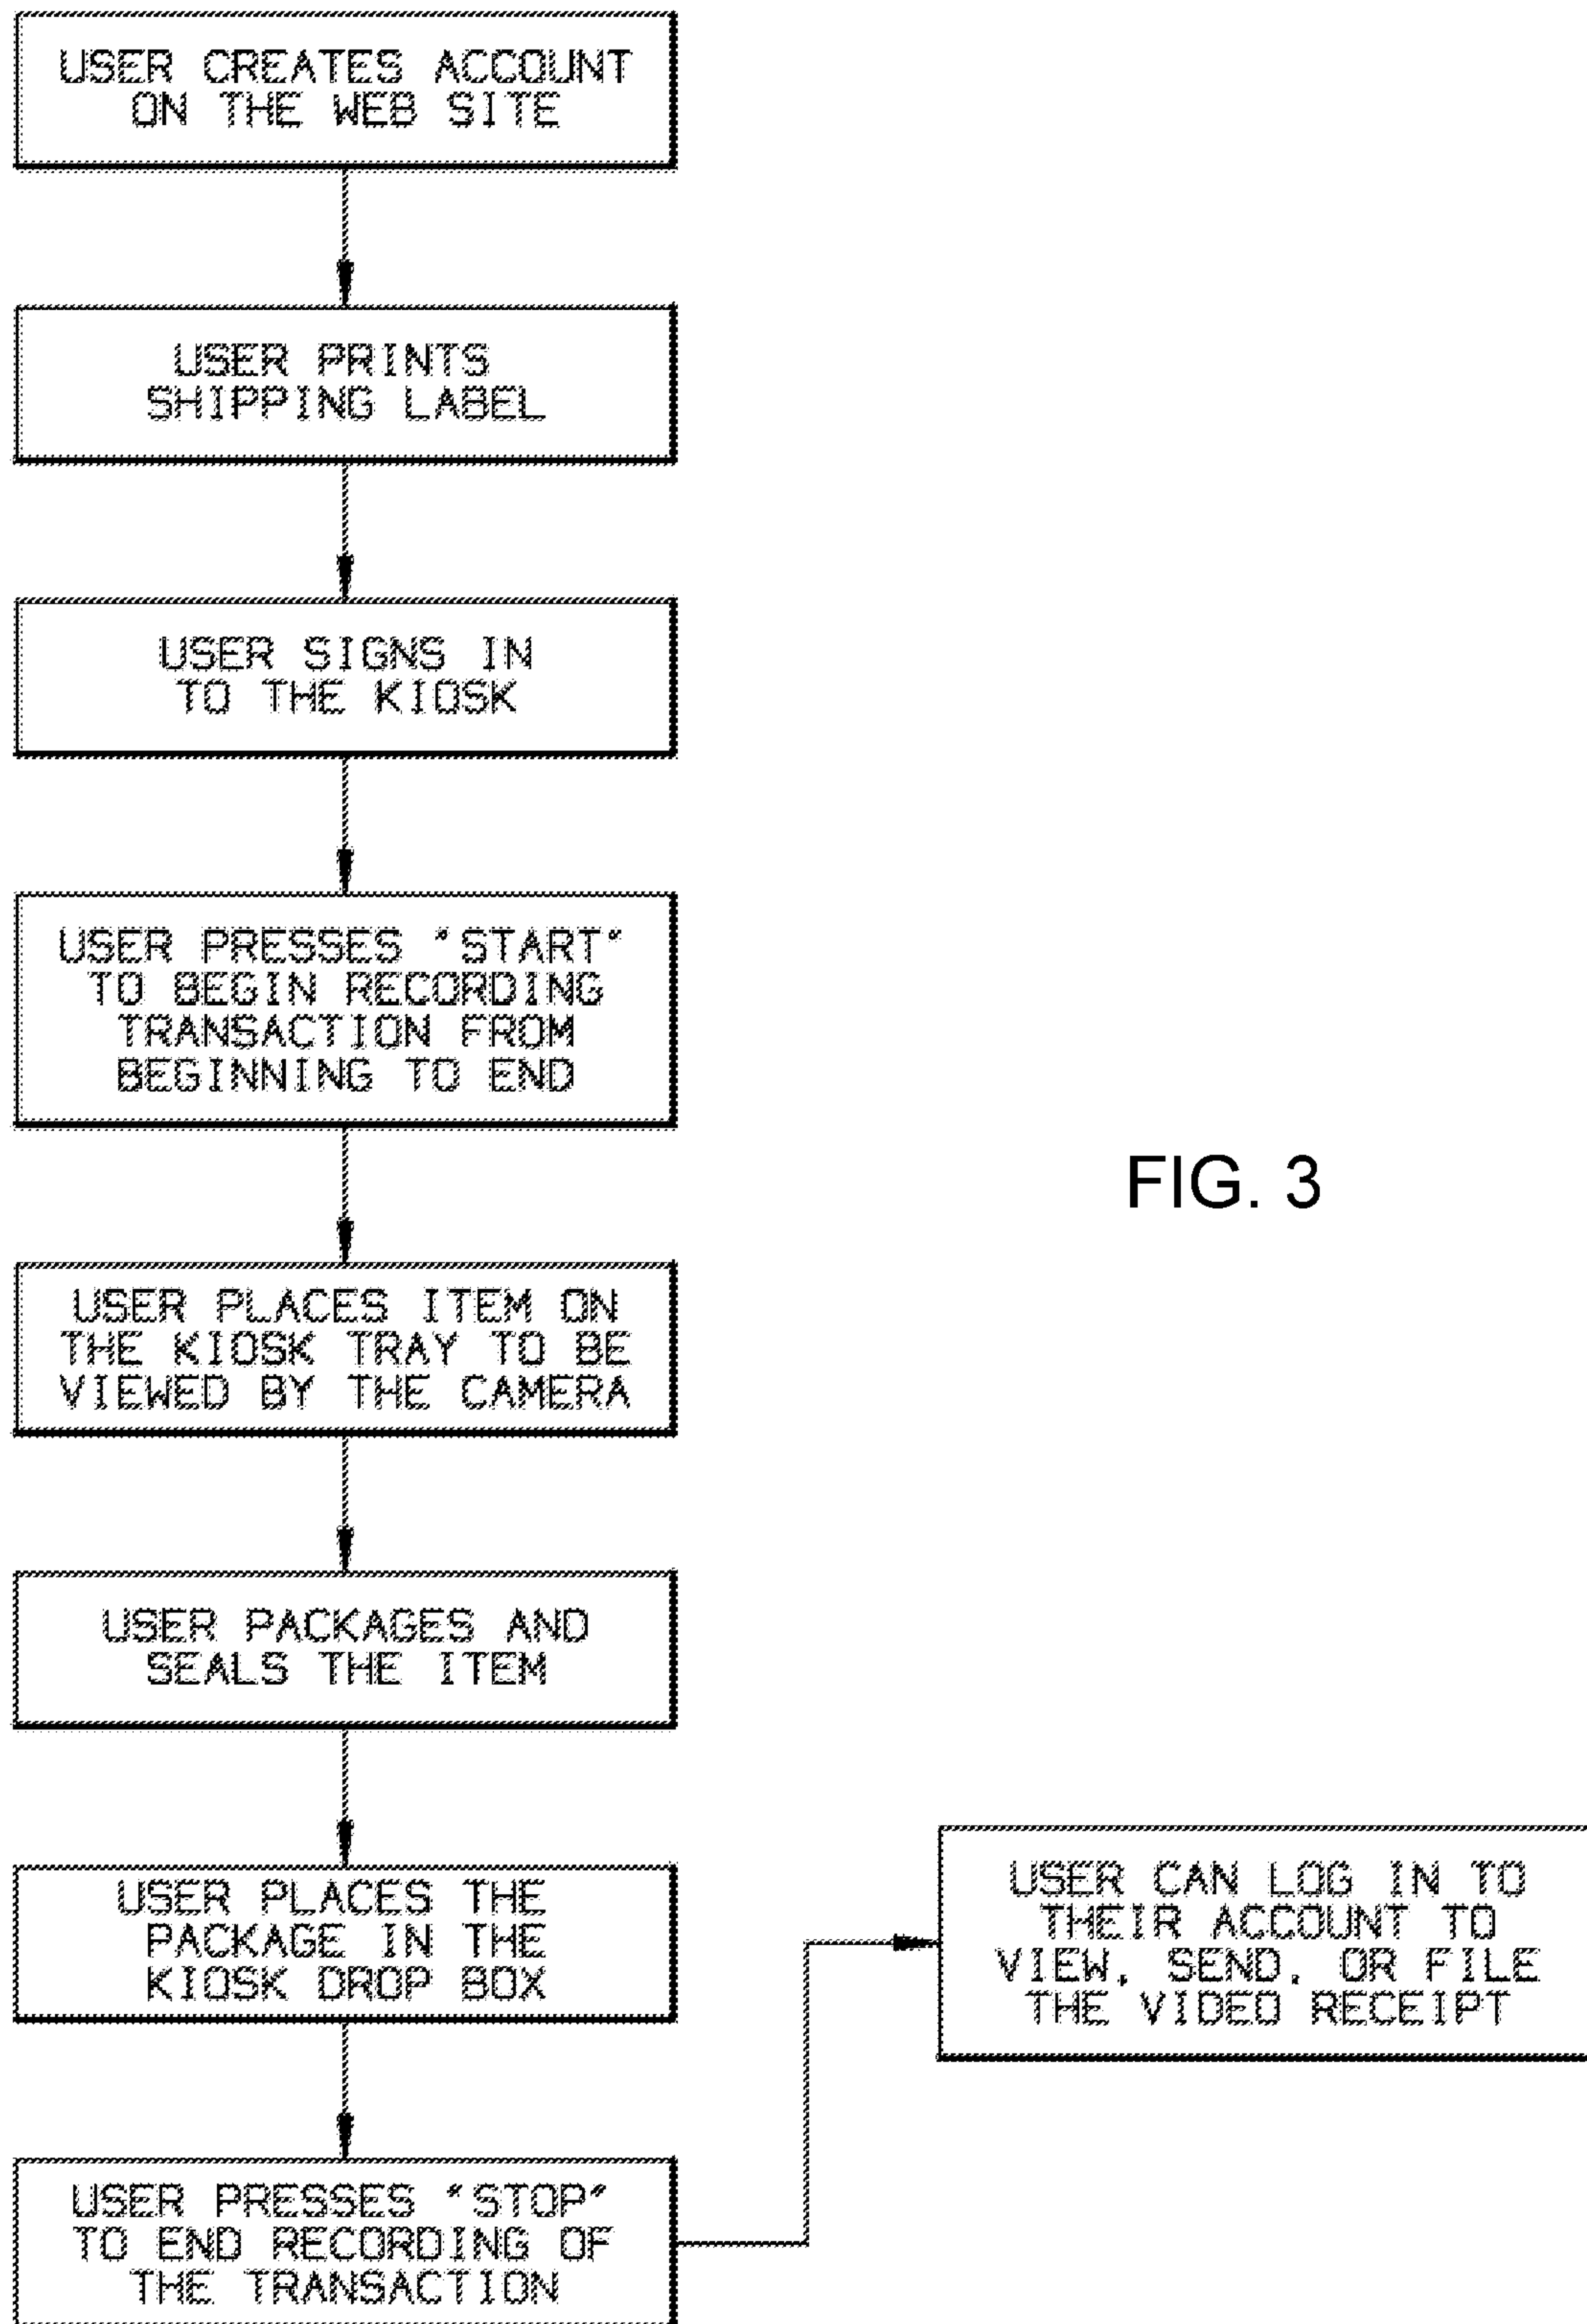 USER CREATES ACCOUNT
ON THE WEB SITE
USER PRINTS
SHIPPING LABEL
USER SIGNS IN
TO THE KIOSK
USER PRESSES "START"
TO BEGIN RECORDING
TRANSACTION FROM
BEGINNING TO END
USER PLACES ITEM ON
THE KIOSK TRAY TO BE
VIEWED BY THE CAMERA
USER PACKAGES AND
SEALS THE ITEM
USER PLACES THE
PACKAGE IN THE
KIOSK DROP BOX
USER PRESSES "STOP"
TO END RECORDING OF
THE TRANSACTION
USER CAN LOG IN TO
THEIR ACCOUNT TO
VIEW, SEND, OR FILE
THE VIDEO RECEIPT
FIG. 3